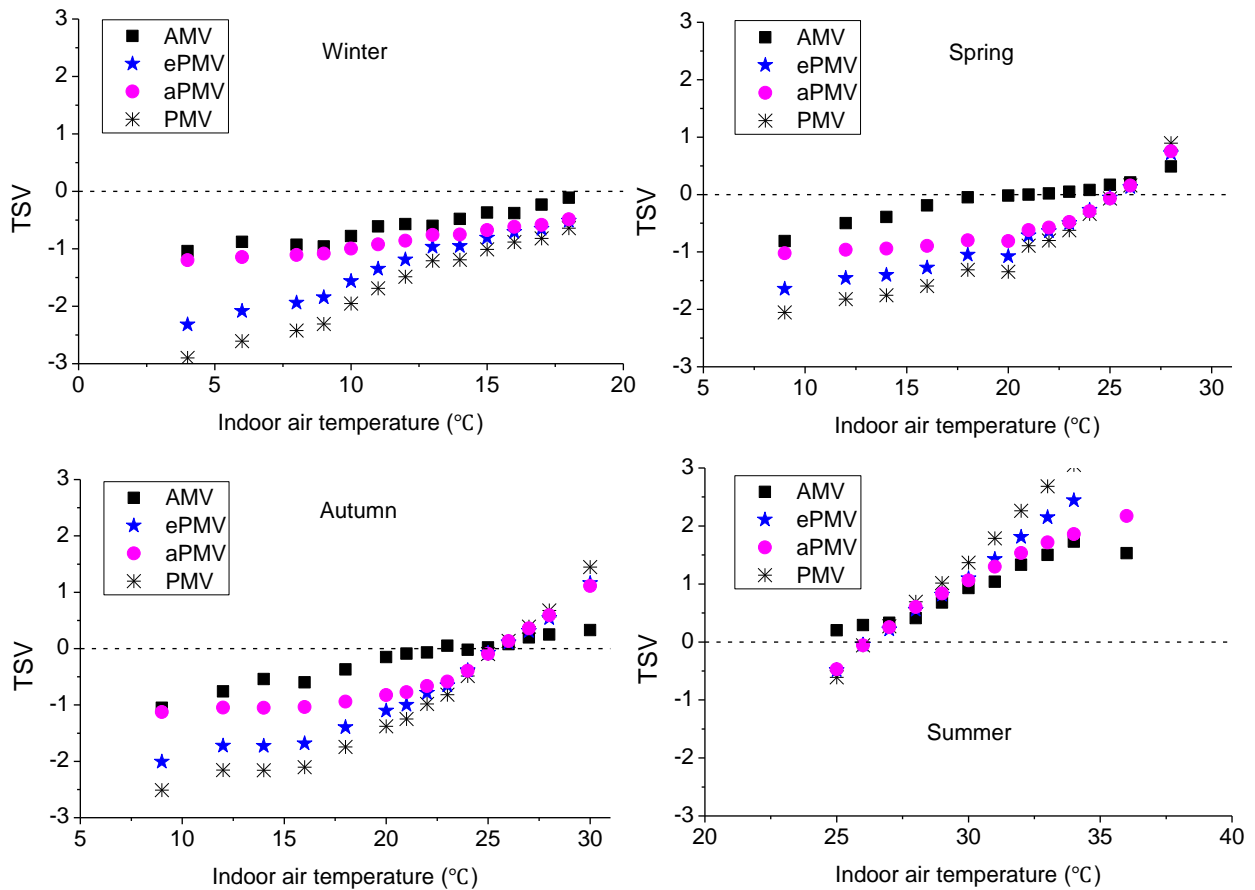 3
2
1
0
-1
-2
-3
TSV
AMV
ePMV
aPMV
PMV
Winter
0
5
10
15
20
Indoor air temperature (℃)
3
2
1
0
-1
-2
-3
TSV
AMV
ePMV
aPMV
PMV
Spring
5
10
15
20
25
30
Indoor air temperature (℃)
3
2
1
0
-1
-2
-3
TSV
AMV
ePMV
aPMV
PMV
Autumn
5
10
15
20
25
30
Indoor air temperature (℃)
3
2
1
0
-1
-2
-3
TSV
AMV
ePMV
aPMV
PMV
Summer
20
25
30
35
40
Indoor air temperature (℃)